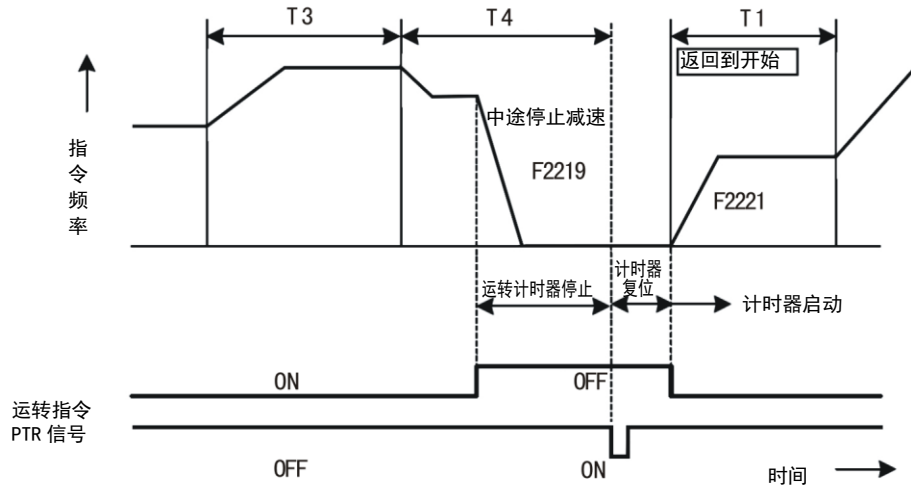 T3
T4
T1
返回到开始
中途停止减速
指令频率
F2219
F2221
计时器
复位
运转计时器停止
计时器启动
ON
OFF
运转指令
PTR 信号
OFF
ON
时间